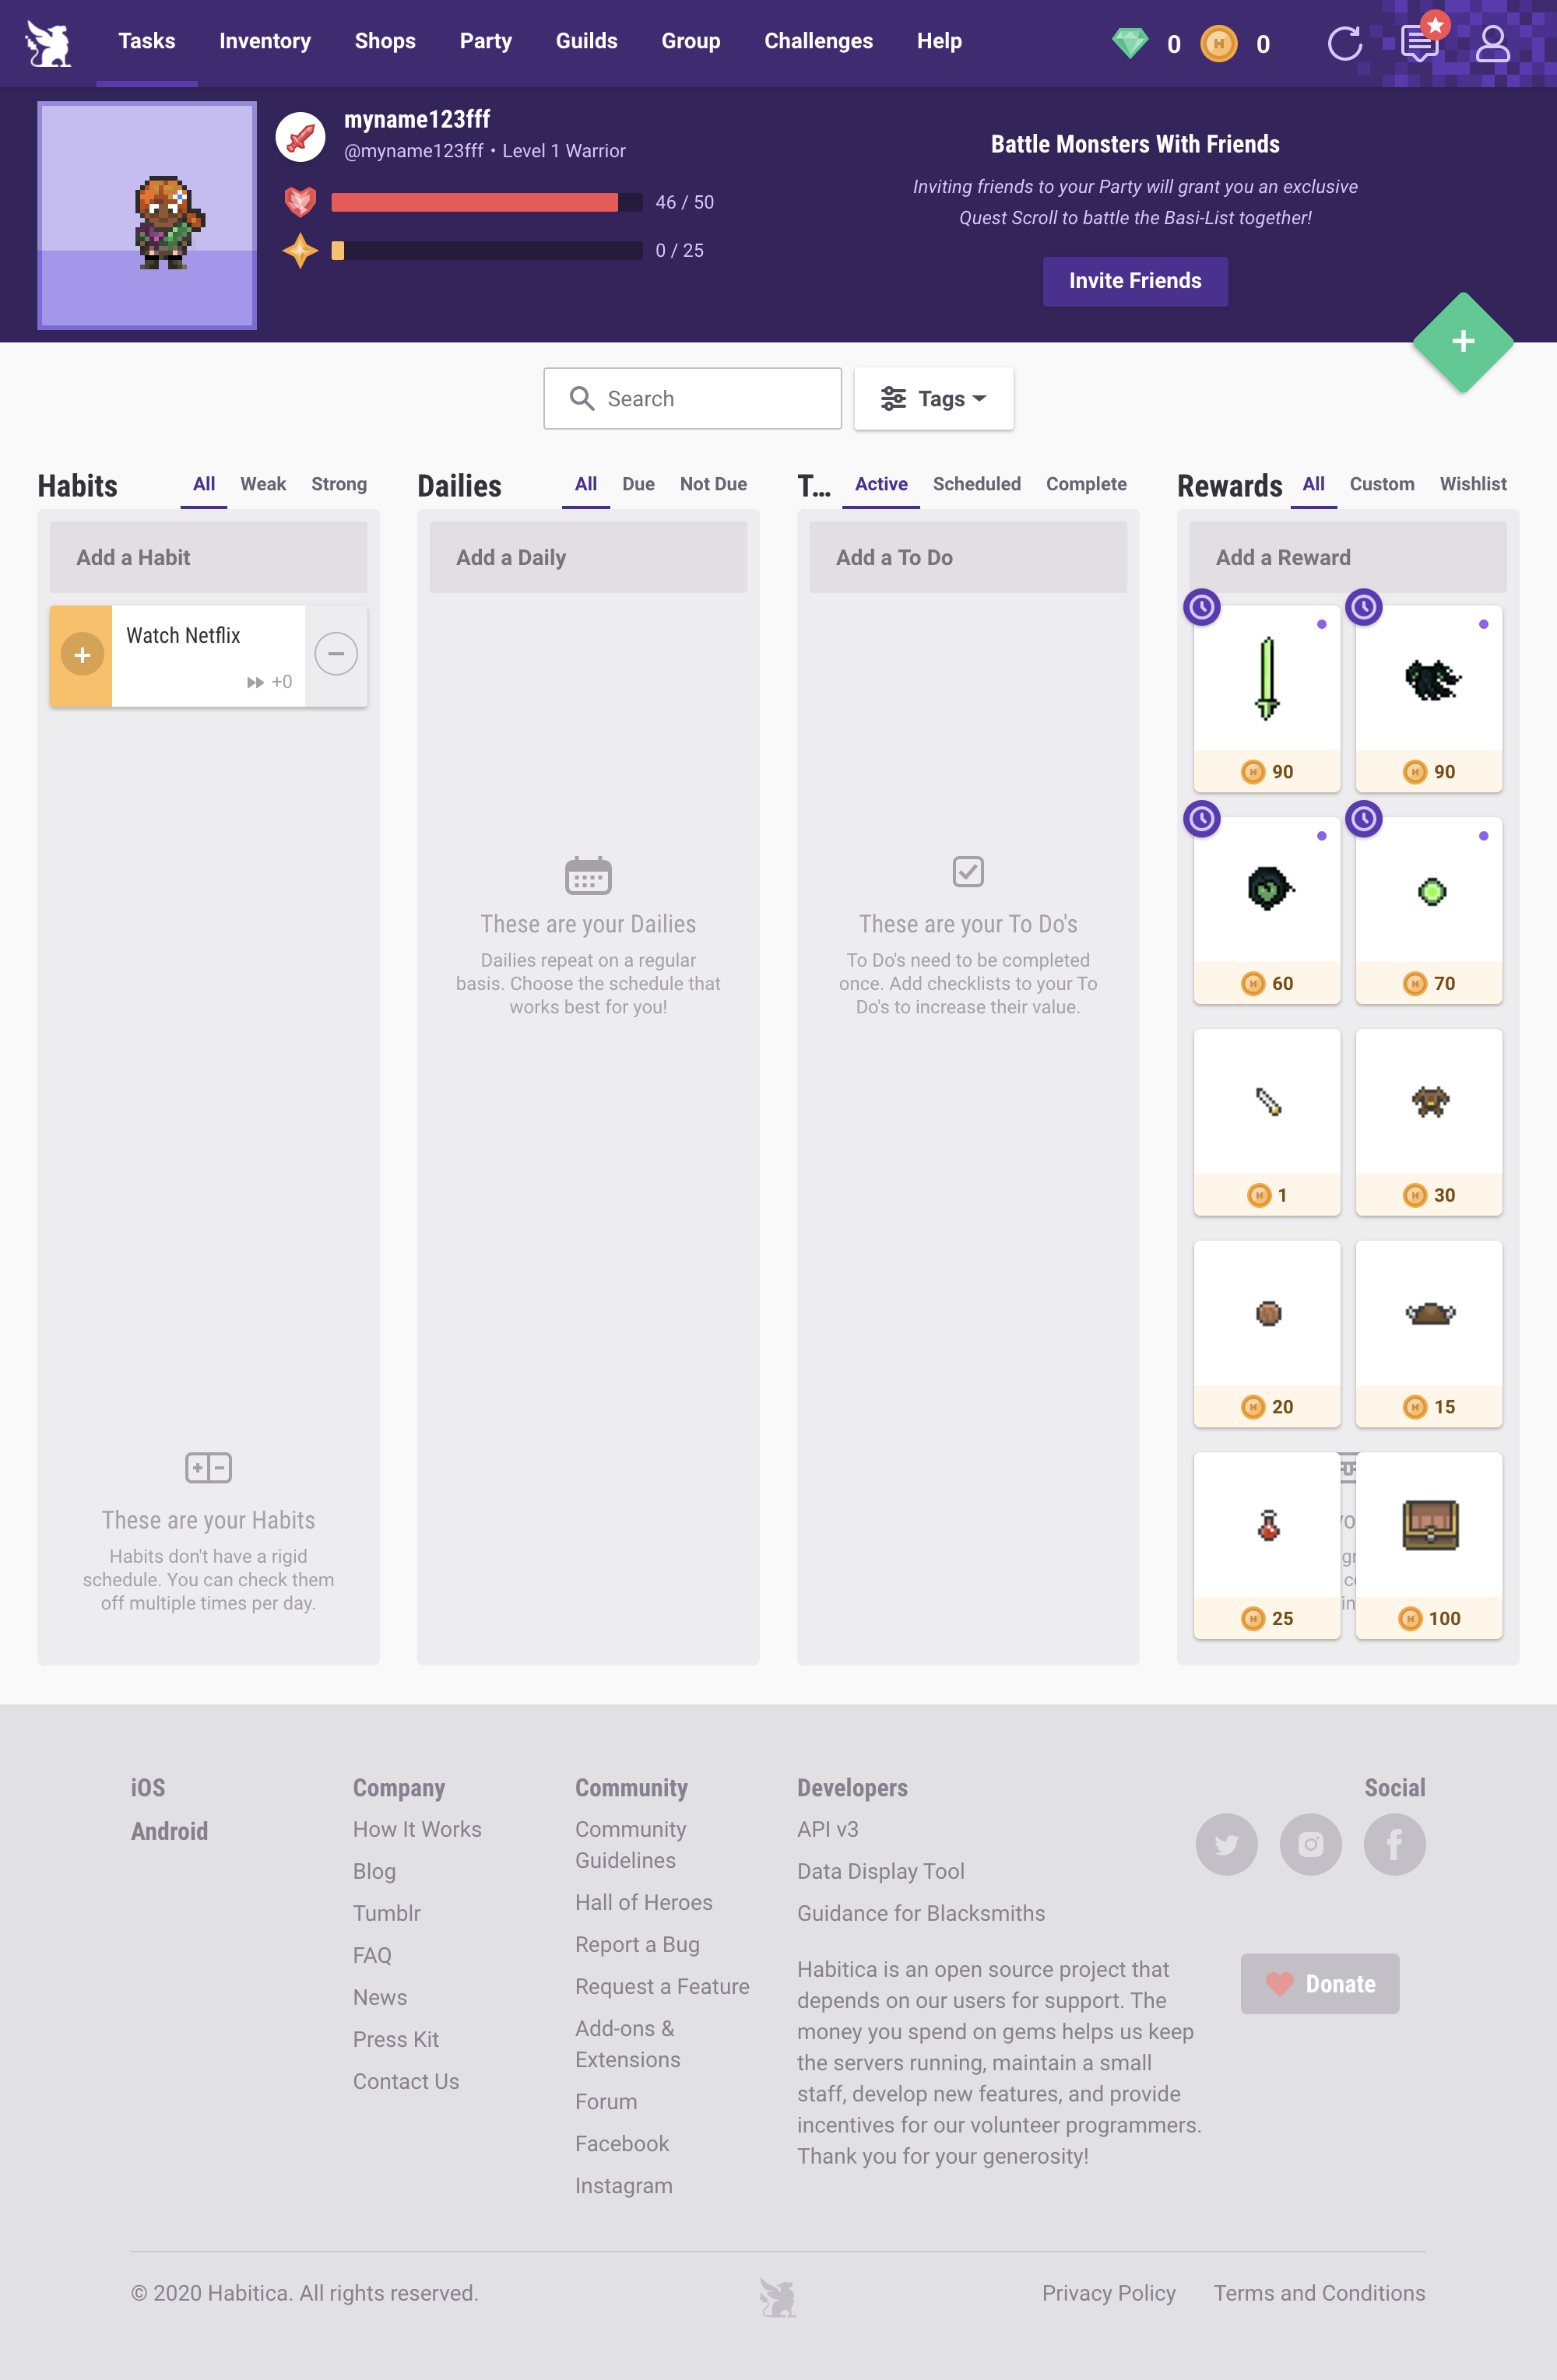 Tasks Inventory Shops Party Guilds Group Challenges Help 0 0
myname123fff
@myname123fff • Level 1 Warrior
46 / 50
0 / 25
Battle Monsters With Friends
Inviting friends to your Party will grant you an exclusive
Quest Scroll to battle the Basi-List together!
Invite Friends
Search
Tags
Habits All Weak Strong
Add a Habit
Watch Netflix
+0
These are your Habits
Habits don't have a rigid
schedule. You can check them
off multiple times per day.
Dailies All Due Not Due
Add a Daily
These are your Dailies
Dailies repeat on a regular
basis. Choose the schedule that
works best for you!
T... Active Scheduled Complete
Add a To Do
These are your To Do's
To Do's need to be completed
once. Add checklists to your To
Do's to increase their value.
Rewards All Custom Wishlist
Add a Reward
90 90
60 70
1 30
20 15
25 100
iOS
Android
Company
How It Works
Blog
Tumblr
FAQ
News
Press Kit
Contact Us
Community
Community
Guidelines
Hall of Heroes
Report a Bug
Request a Feature
Add-ons &
Extensions
Forum
Facebook
Instagram
Developers
API v3
Data Display Tool
Guidance for Blacksmiths
Habitica is an open source project that
depends on our users for support. The
money you spend on gems helps us keep
the servers running, maintain a small
staff, develop new features, and provide
incentives for our volunteer programmers.
Thank you for your generosity!
Social
Donate
© 2020 Habitica. All rights reserved.
Privacy Policy Terms and Conditions